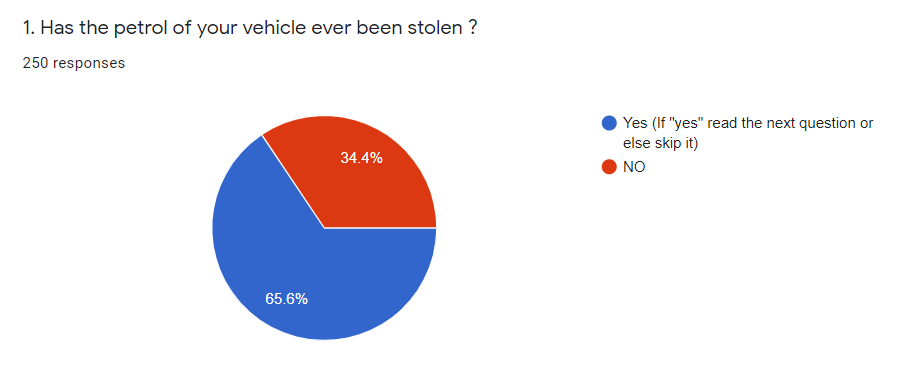 1. Has the petrol of your vehicle ever been stolen ?
250 responses
34.4%
65.6%
Yes (If "yes" read the next question or
else skip it)
NO